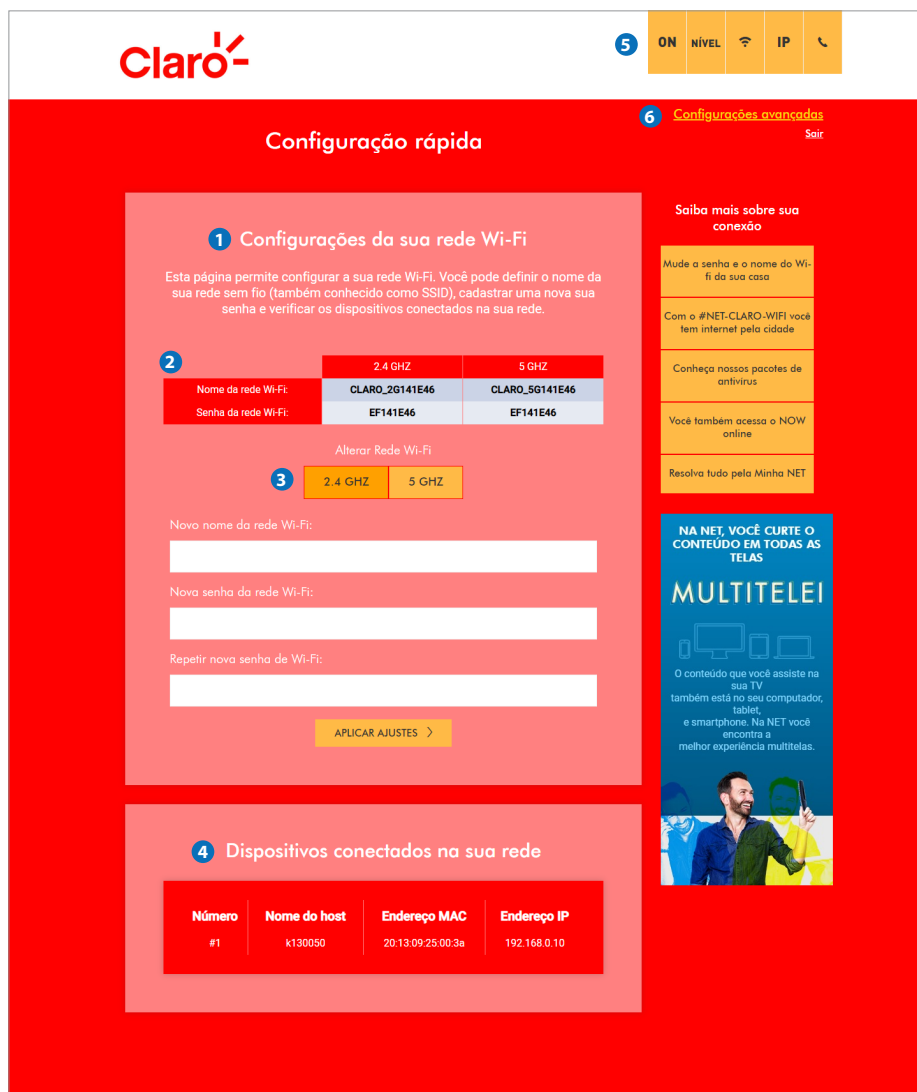 Claro
5
ON NÍVEL IP
6 Configurações avançadas
Sair
Configuração rápida
1 Configurações da sua rede Wi-Fi
Esta página permite configurar a sua rede Wi-Fi. Você pode definir o nome da
sua rede sem fio (também conhecido como SSID), cadastrar uma nova sua
senha e verificar os dispositivos conectados na sua rede.
2
2.4 GHZ 5 GHZ
Nome da rede Wi-Fi: CLARO_2G141E46 CLARO_5G141E46
Senha da rede Wi-Fi: EF141E46 EF141E46
Alterar Rede Wi-Fi
3 2.4 GHZ 5 GHZ
Novo nome da rede Wi-Fi:
Nova senha da rede Wi-Fi:
Repetir nova senha de Wi-Fi:
APLICAR AJUSTES
4 Dispositivos conectados na sua rede
Número Nome do host Endereço MAC Endereço IP
#1 k130050 20:13:09:25:00:3a 192.168.0.10
Saiba mais sobre sua
conexão
Mude a senha e o nome do Wi-
fi da sua casa
Com o #NET-CLARO-WIFI você
tem internet pela cidade
Conheça nossos pacotes de
antivirus
Você também acessa o NOW
online
Resolva tudo pela Minha NET
NA NET, VOCÊ CURTE O
CONTEÚDO EM TODAS AS
TELAS
MULTITELEI
O conteúdo que você assiste na
sua TV
também está no seu computador,
tablet,
e smartphone. Na NET você
encontra a
melhor experiência multitelas.